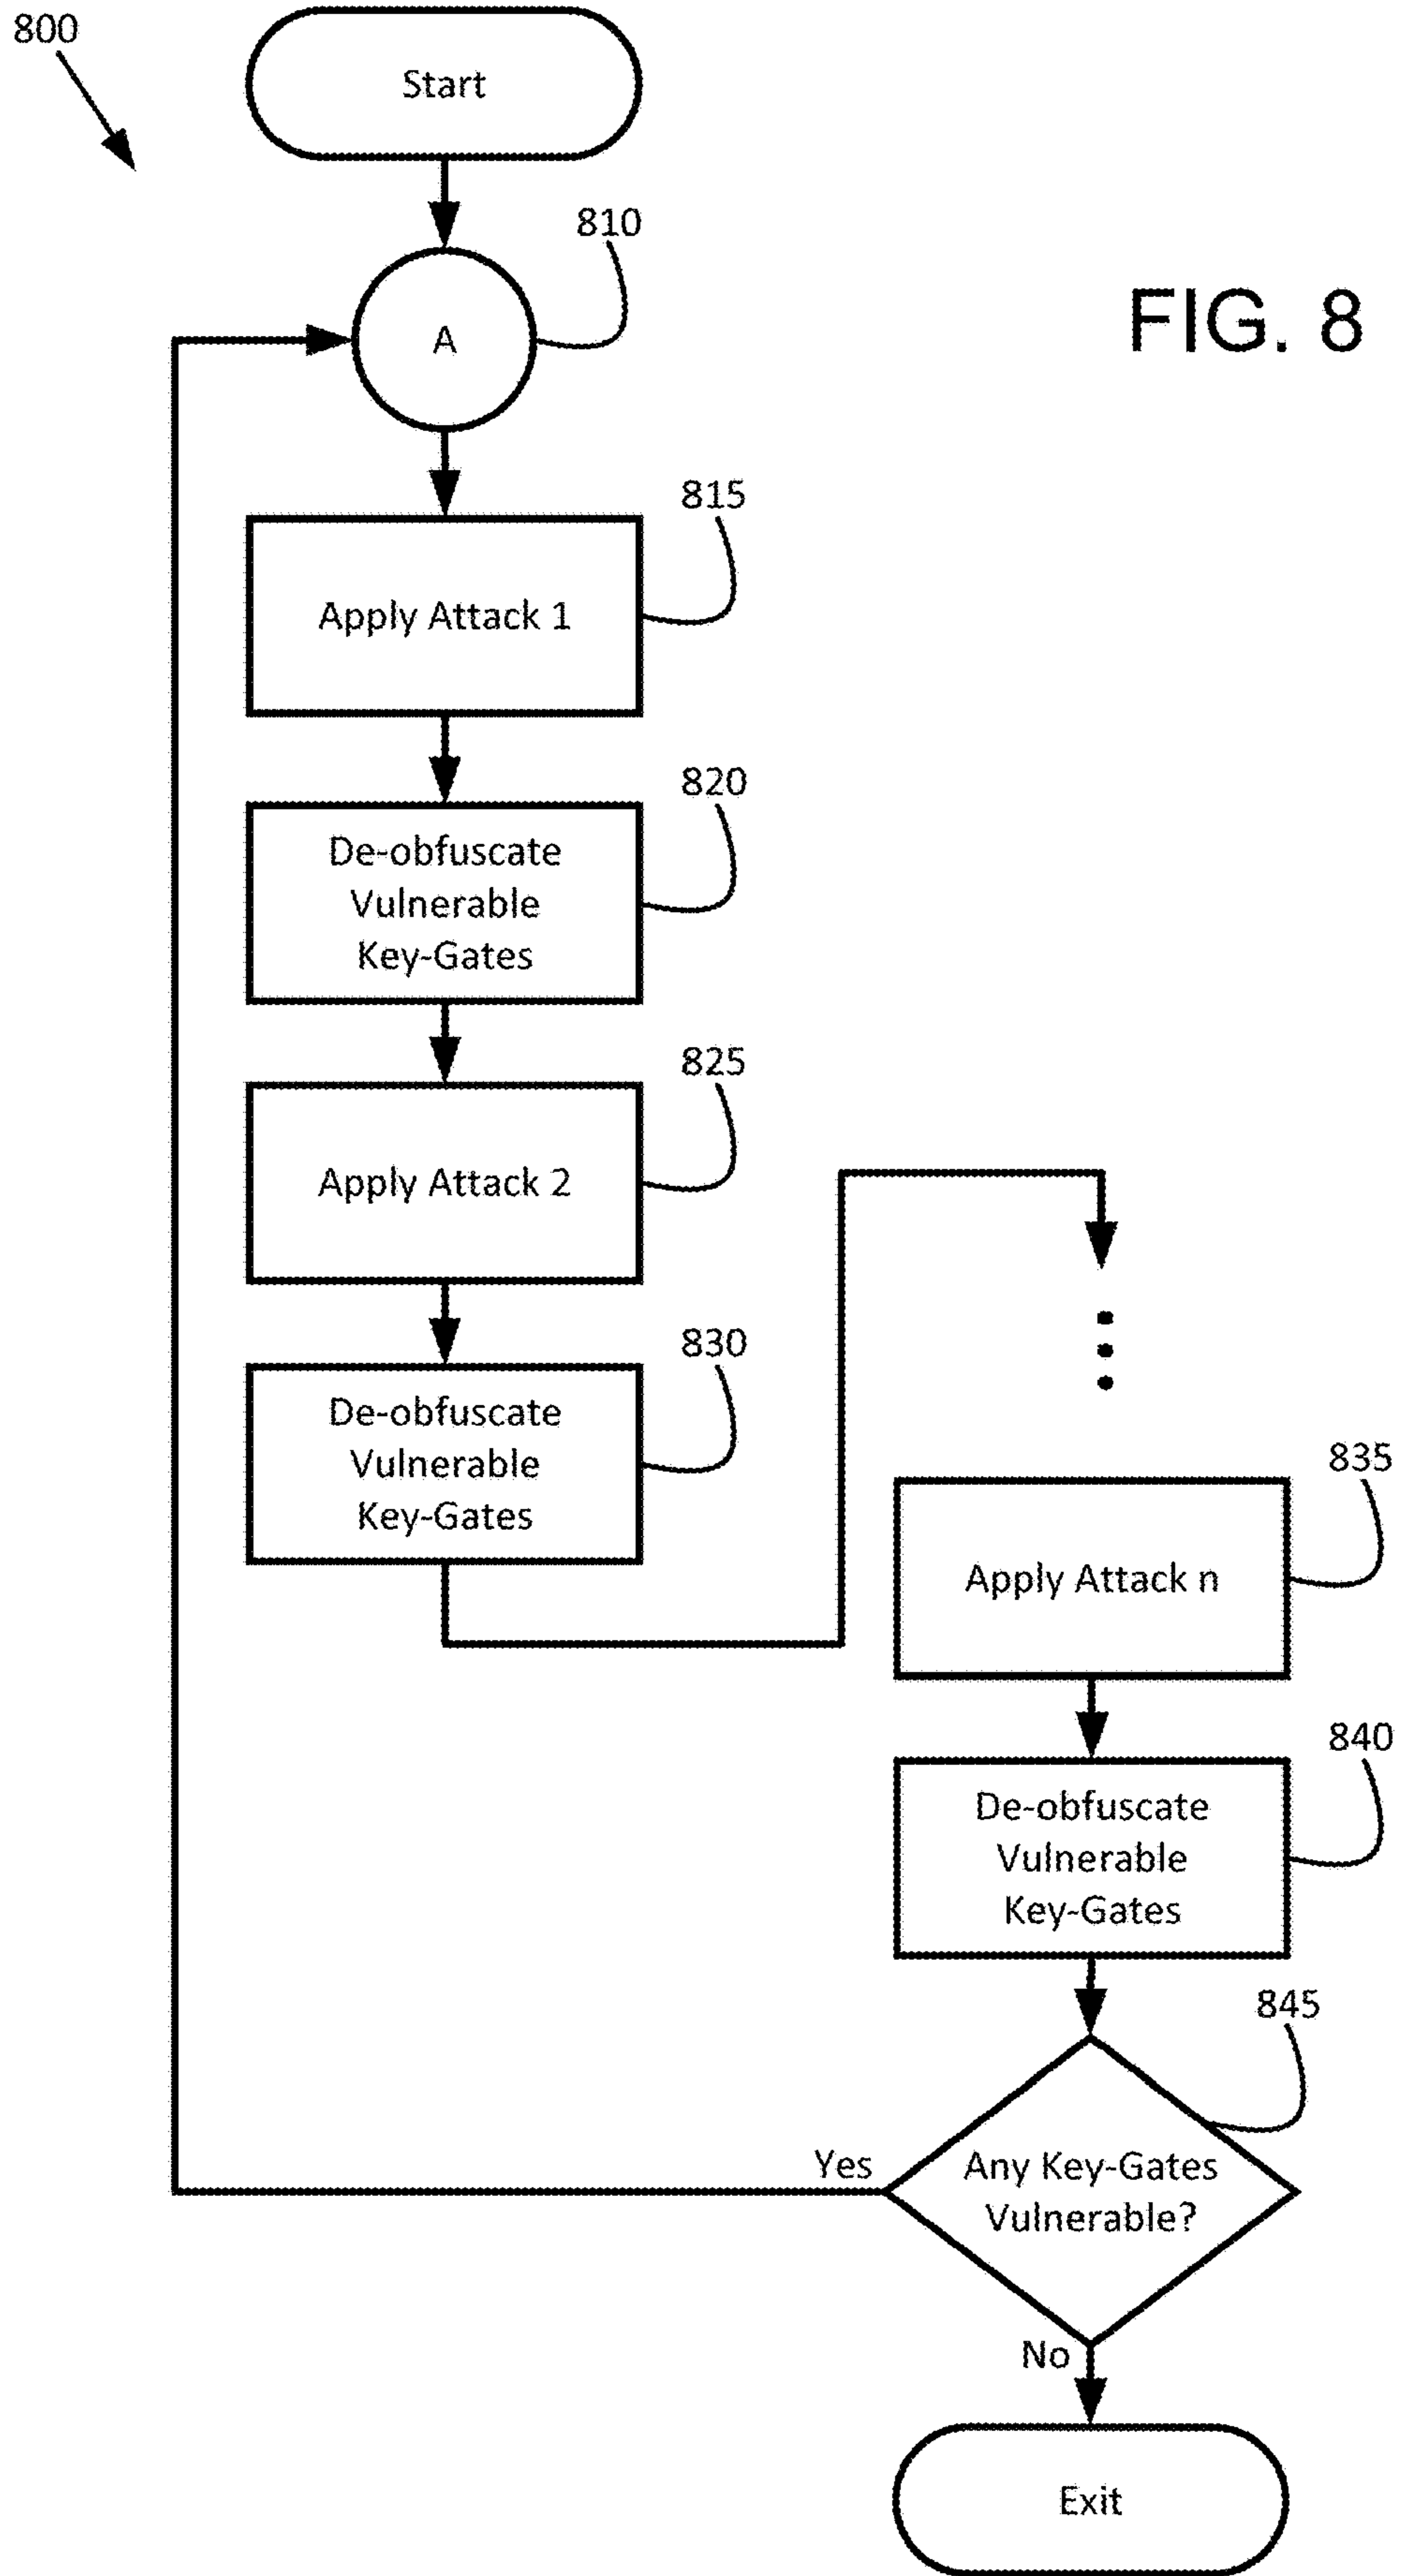 800
Start
810
FIG. 8
A
815
Apply Attack 1
820
De-obfuscate
Vulnerable
Key-Gates
825
Apply Attack 2
830
De-obfuscate
Vulnerable
Key-Gates
835
Apply Attack n
840
De-obfuscate
Vulnerable
Key-Gates
845
Yes
Any Key-Gates
Vulnerable?
No
Exit